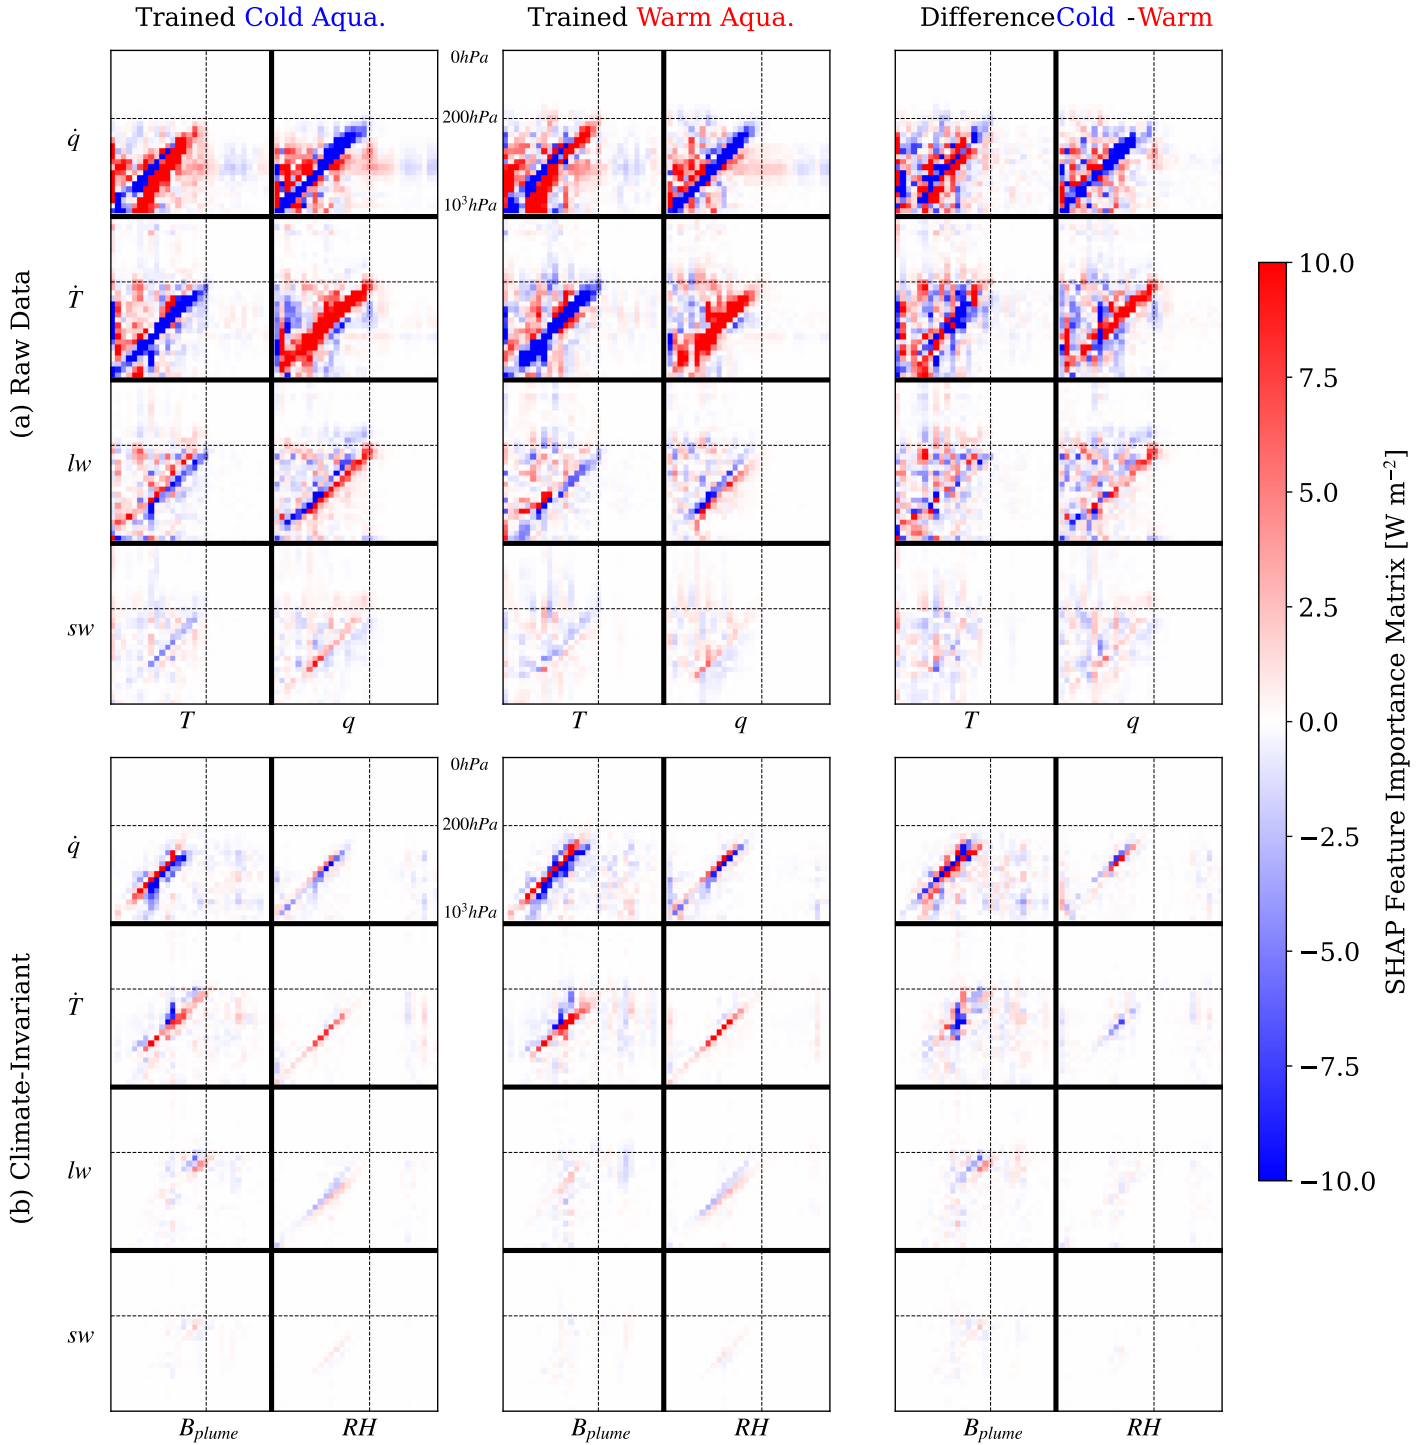 Trained Cold Aqua.
Trained Warm Aqua.
DifferenceCold -Warm
(a) Raw Data
q̇
Ṫ
lw
sw
0hPa
200hPa
10³hPa
T
q
T
q
T
q
(b) Climate-Invariant
q̇
Ṫ
lw
sw
0hPa
200hPa
10³hPa
B_plume
RH
B_plume
RH
B_plume
RH
10.0
7.5
5.0
2.5
0.0
−2.5
−5.0
−7.5
−10.0
SHAP Feature Importance Matrix [W m⁻²]